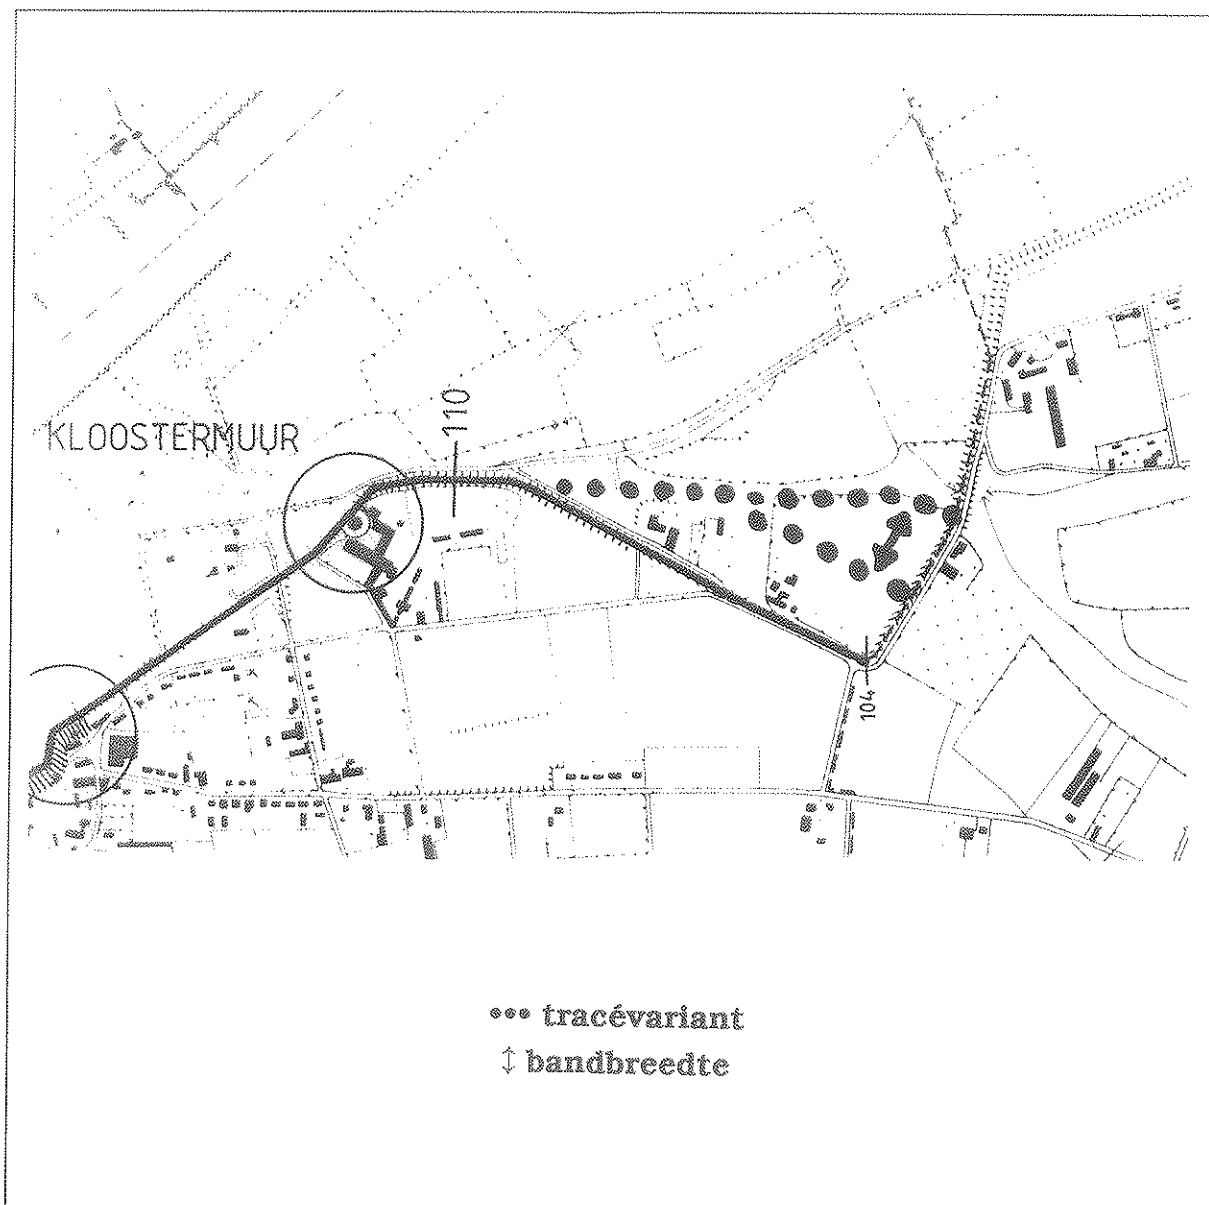 110
KLOOSTERMUUR
104
••• tracévariant
↕ bandbreedte